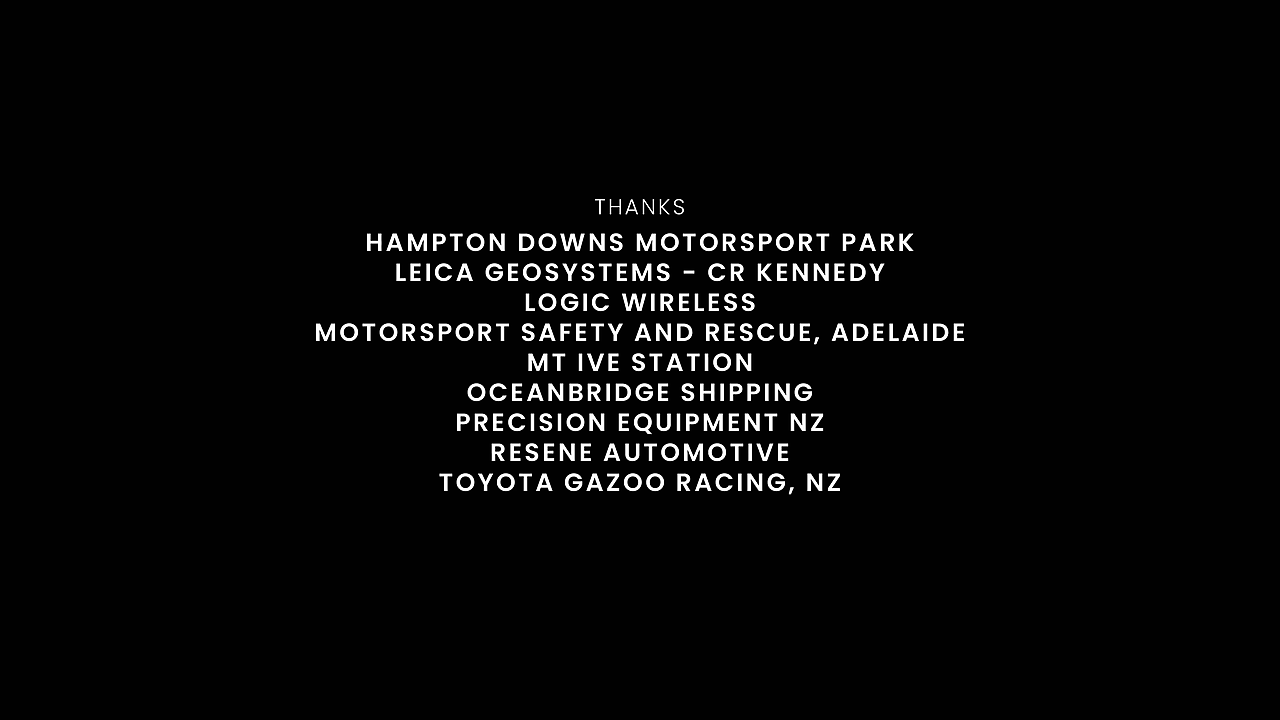 THANKS
HAMPTON DOWNS MOTORSPORT PARK
LEICA GEOSYSTEMS - CR KENNEDY
LOGIC WIRELESS
MOTORSPORT SAFETY AND RESCUE, ADELAIDE
MT IVE STATION
OCEANBRIDGE SHIPPING
PRECISION EQUIPMENT NZ
RESENE AUTOMOTIVE
TOYOTA GAZOO RACING, NZ